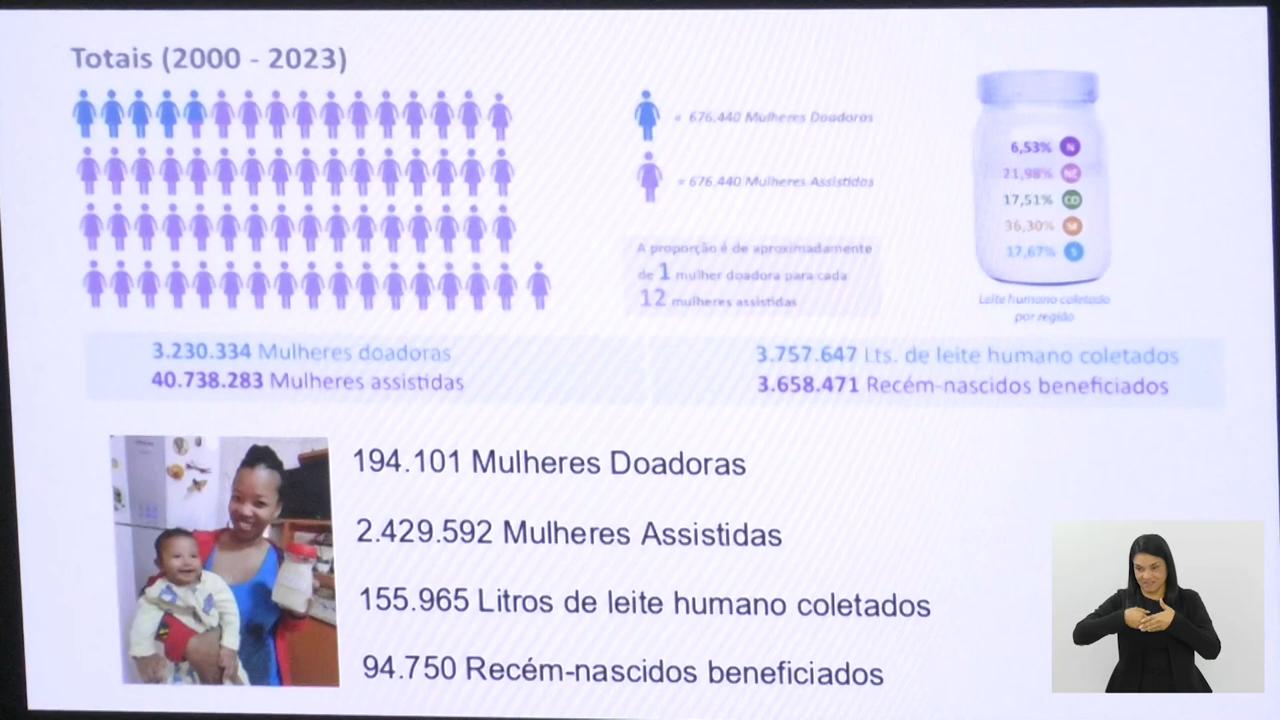 Totais (2000 - 2023)
= 676.440 Mulheres Doadoras
= 676.440 Mulheres Assistidas
A proporção é de aproximadamente
de 1 mulher doadora para cada
12 mulheres assistidas
6,53% N
21,98% NE
17,51% CO
36,30% SE
17,67% S
Leite humano coletado
por região
3.230.334 Mulheres doadoras
40.738.283 Mulheres assistidas
3.757.647 Lts. de leite humano coletados
3.658.471 Recém-nascidos beneficiados
194.101 Mulheres Doadoras
2.429.592 Mulheres Assistidas
155.965 Litros de leite humano coletados
94.750 Recém-nascidos beneficiados